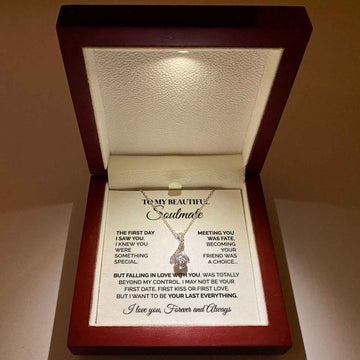 TO MY BEAUTIFUL
Soulmate
THE FIRST DAY
I SAW YOU,
I KNEW YOU
WERE
SOMETHING
SPECIAL.
MEETING YOU
WAS FATE,
BECOMING
YOUR
FRIEND WAS
A CHOICE...
BUT FALLING IN LOVE WITH YOU, WAS TOTALLY
BEYOND MY CONTROL. I MAY NOT BE YOUR
FIRST DATE, FIRST KISS OR FIRST LOVE,
BUT I WANT TO BE YOUR LAST EVERYTHING.
I love you, Forever and Always